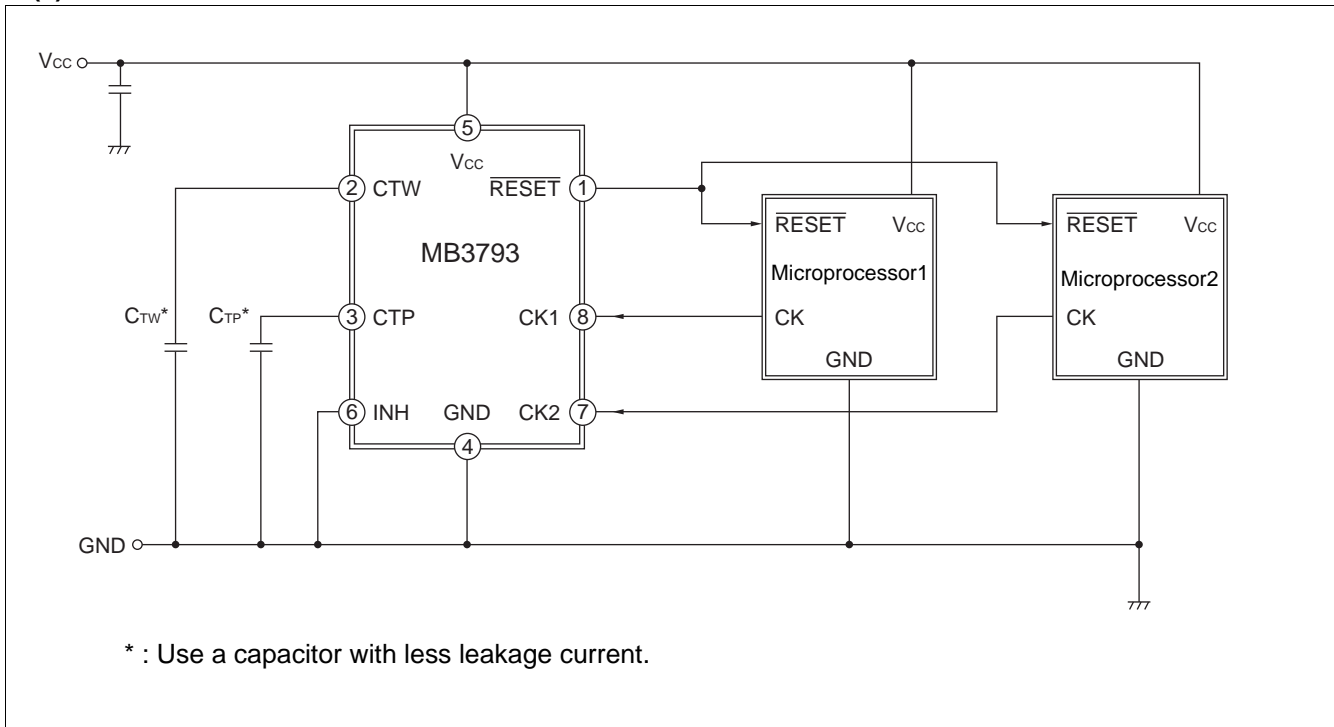 Vcc
5
Vcc
2 CTW
RESET 1
RESET Vcc
RESET Vcc
MB3793
Microprocessor1
Microprocessor2
CTW*
CTP*
3 CTP
CK1 8
CK
CK
GND
GND
6 INH
GND
CK2 7
4
GND
* : Use a capacitor with less leakage current.